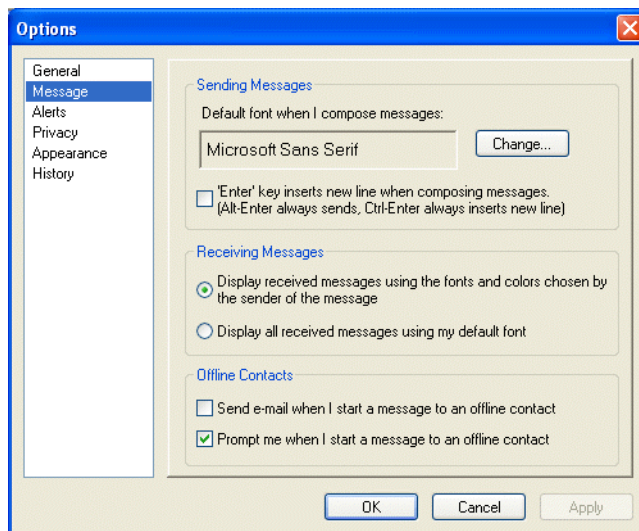 Options
General
Message
Alerts
Privacy
Appearance
History
Sending Messages
Default font when I compose messages:
Microsoft Sans Serif
Change...
'Enter' key inserts new line when composing messages.
(Alt-Enter always sends, Ctrl-Enter always inserts new line)
Receiving Messages
Display received messages using the fonts and colors chosen by
the sender of the message
Display all received messages using my default font
Offline Contacts
Send e-mail when I start a message to an offline contact
Prompt me when I start a message to an offline contact
OK
Cancel
Apply